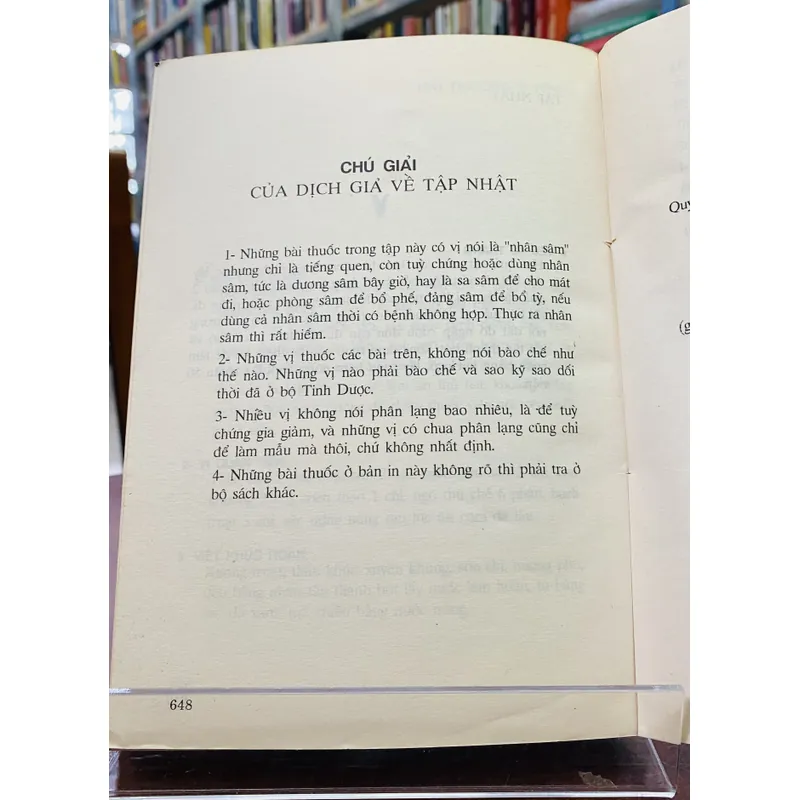 CHÚ GIẢI
CỦA DỊCH GIẢ VỀ TẬP NHẬT
1- Những bài thuốc trong tập này có vị nói là "nhân sâm"
nhưng chỉ là tiếng quen, còn tuỳ chứng hoặc dùng nhân
sâm, tức là dương sâm bây giờ, hay là sa sâm để cho mát
đi, hoặc phòng sâm để bổ phế, đảng sâm để bổ tỳ, nếu
dùng cả nhân sâm thời có bệnh không hợp. Thực ra nhân
sâm thì rất hiếm.
2- Những vị thuốc các bài trên, không nói bào chế như
thế nào. Những vị nào phải bào chế và sao kỹ sao dối
thời đã ở bộ Tinh Dược.
3- Nhiều vị không nói phân lạng bao nhiêu, là để tuỳ
chứng gia giảm, và những vị có chua phân lạng cũng chỉ
để làm mẫu mà thôi, chứ không nhất định.
4- Những bài thuốc ở bản in này không rõ thì phải tra ở
bộ sách khác.
648
Quy
(g